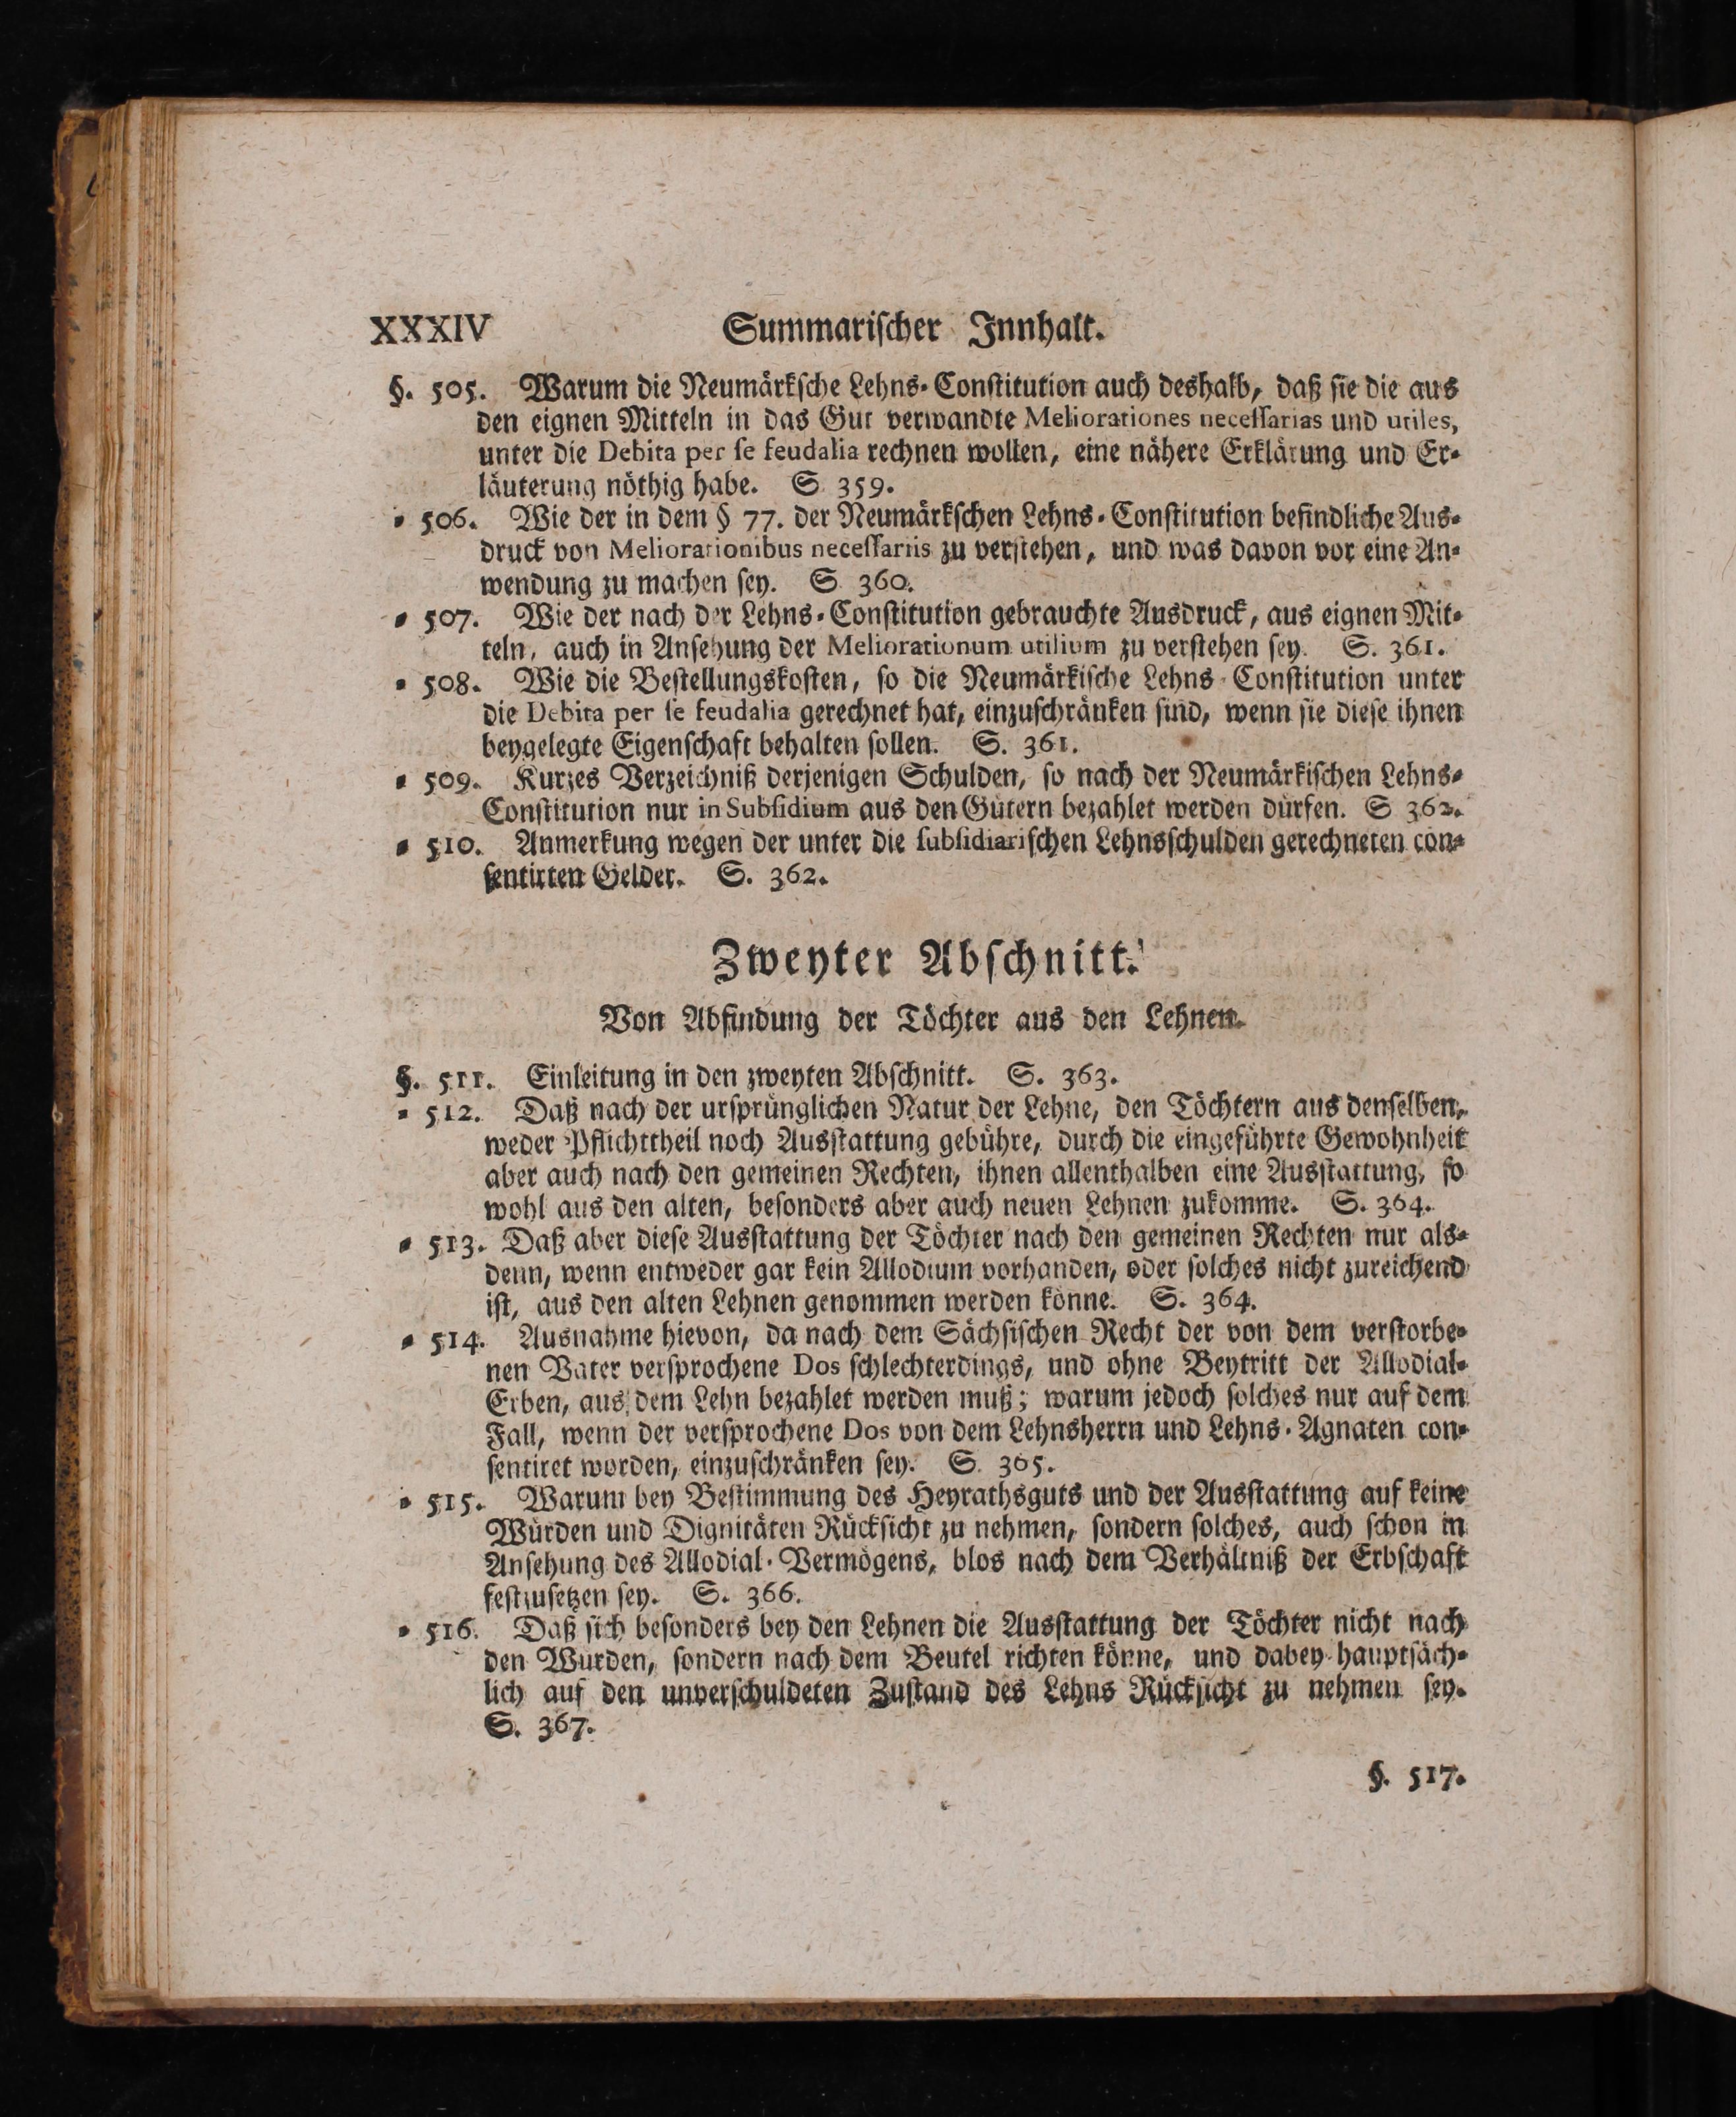 XXXIV Summariſcher Innhalt.
§. 505. Warum die Neumärkſche Lehns-Conſtitution auch deshalb, daß ſie die aus
den eignen Mitteln in das Gut verwandte Meliorationes neceſſarias und utiles,
unter die Debita per ſe feudalia rechnen wollen, eine nähere Erklärung und Er-
läuterung nöthig habe. S. 359.
- 506. Wie der in dem § 77. der Neumärkſchen Lehns-Conſtitution befindliche Aus-
druck von Meliorationibus neceſſariis zu verſtehen, und was davon vor eine An-
wendung zu machen ſey. S. 360.
- 507. Wie der nach der Lehns-Conſtitution gebrauchte Ausdruck, aus eignen Mit-
teln, auch in Anſehung der Meliorationum utilium zu verſtehen ſey. S. 361.
- 508. Wie die Beſtellungskoſten, ſo die Neumärkiſche Lehns-Conſtitution unter
die Debita per ſe feudalia gerechnet hat, einzuſchränken ſind, wenn ſie dieſe ihnen
beygelegte Eigenſchaft behalten ſollen. S. 361.
- 509. Kurzes Verzeichniß derjenigen Schulden, ſo nach der Neumärkiſchen Lehns-
Conſtitution nur in Subſidium aus den Gütern bezahlet werden dürfen. S 362.
- 510. Anmerkung wegen der unter die ſubſidiariſchen Lehnsſchulden gerechneten con-
ſentirten Gelder. S. 362.
Zweyter Abſchnitt.
Von Abfindung der Töchter aus den Lehnen.
§. 511. Einleitung in den zweyten Abſchnitt. S. 363.
- 512. Daß nach der urſprünglichen Natur der Lehne, den Töchtern aus denſelben,
weder Pflichttheil noch Ausſtattung gebühre, durch die eingeführte Gewohnheit
aber auch nach den gemeinen Rechten, ihnen allenthalben eine Ausſtattung, ſo
wohl aus den alten, beſonders aber auch neuen Lehnen zukomme. S. 364.
- 513. Daß aber dieſe Ausſtattung der Töchter nach den gemeinen Rechten nur als-
denn, wenn entweder gar kein Allodium vorhanden, oder ſolches nicht zureichend
iſt, aus den alten Lehnen genommen werden könne. S. 364.
- 514. Ausnahme hievon, da nach dem Sächſiſchen Recht der von dem verſtorbe-
nen Vater verſprochene Dos ſchlechterdings, und ohne Beytritt der Allodial-
Erben, aus dem Lehn bezahlet werden muß; warum jedoch ſolches nur auf dem
Fall, wenn der verſprochene Dos von dem Lehnsherrn und Lehns-Agnaten con-
ſentiret worden, einzuſchränken ſey. S. 365.
- 515. Warum bey Beſtimmung des Heyrathsguts und der Ausſtattung auf keine
Würden und Dignitäten Rückſicht zu nehmen, ſondern ſolches, auch ſchon in
Anſehung des Allodial-Vermögens, blos nach dem Verhältniß der Erbſchaft
feſtzuſetzen ſey. S. 366.
- 516. Daß ſich beſonders bey den Lehnen die Ausſtattung der Töchter nicht nach
den Würden, ſondern nach dem Beutel richten könne, und dabey hauptſäch-
lich auf den unverſchuldeten Zuſtand des Lehns Rückſicht zu nehmen ſey.
S. 367.
§. 517.